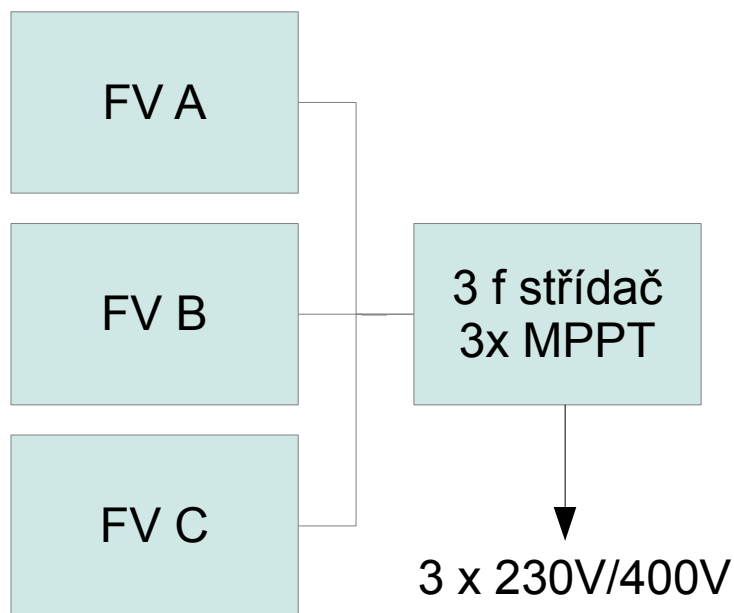 FV A
FV B
3 f střídač
3x MPPT
FV C
3 x 230V/400V